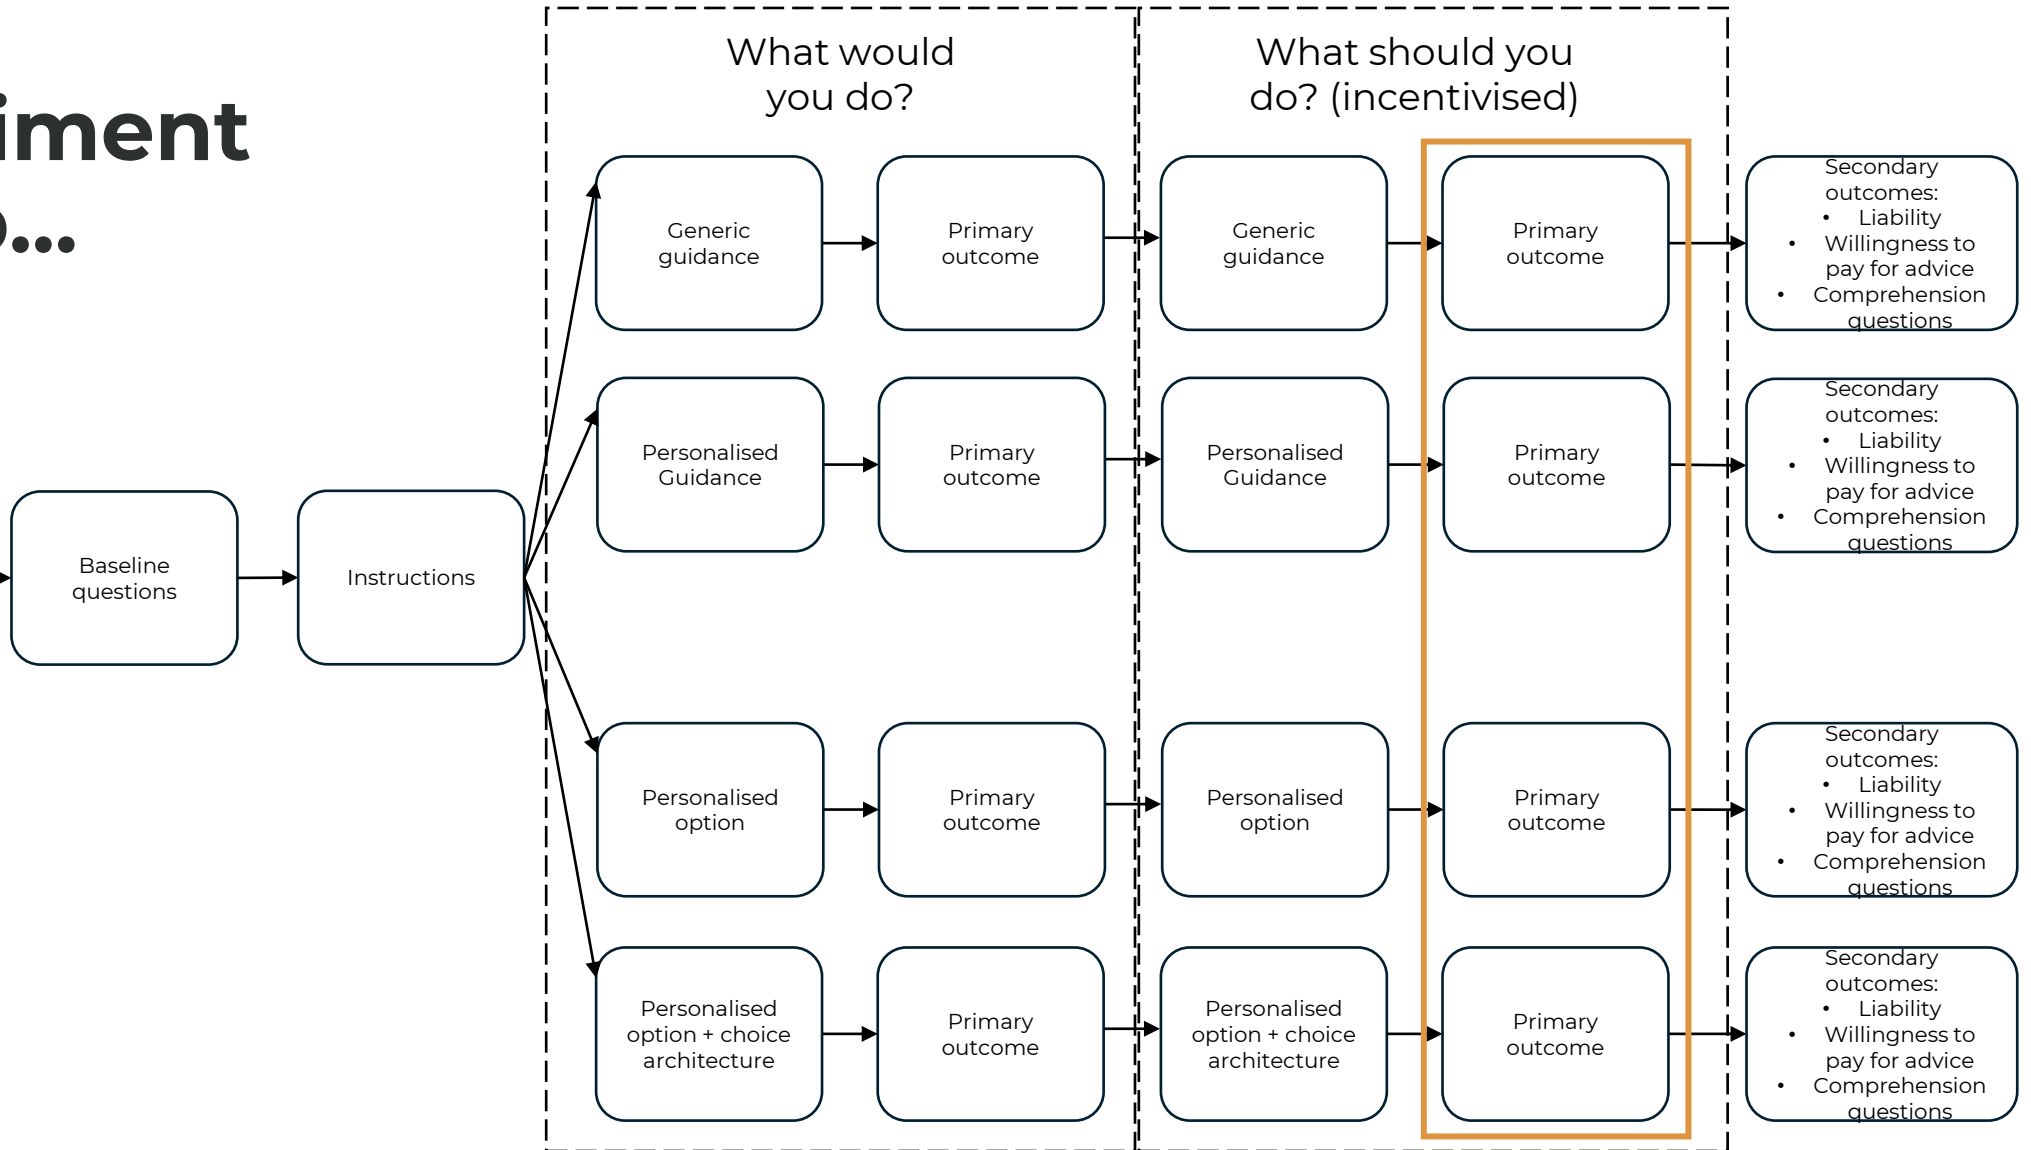 iment
...
What would
you do?
What should you
do? (incentivised)
Generic
guidance
Primary
outcome
Generic
guidance
Primary
outcome
Secondary
outcomes:
• Liability
• Willingness to
pay for advice
• Comprehension
questions
Personalised
Guidance
Primary
outcome
Personalised
Guidance
Primary
outcome
Secondary
outcomes:
• Liability
• Willingness to
pay for advice
• Comprehension
questions
Baseline
questions
Instructions
Personalised
option
Primary
outcome
Personalised
option
Primary
outcome
Secondary
outcomes:
• Liability
• Willingness to
pay for advice
• Comprehension
questions
Personalised
option + choice
architecture
Primary
outcome
Personalised
option + choice
architecture
Primary
outcome
Secondary
outcomes:
• Liability
• Willingness to
pay for advice
• Comprehension
questions